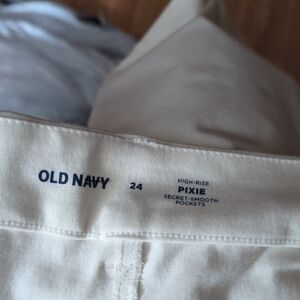 OLD NAVY
24
HIGH-RISE
PIXIE
SECRET-SMOOTH
POCKETS